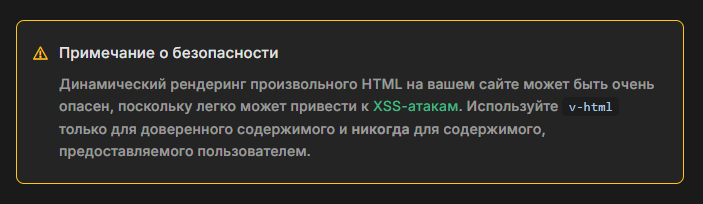 Примечание о безопасности
Динамический рендеринг произвольного HTML на вашем сайте может быть очень
опасен, поскольку легко может привести к XSS-атакам. Используйте v-html
только для доверенного содержимого и никогда для содержимого,
предоставляемого пользователем.